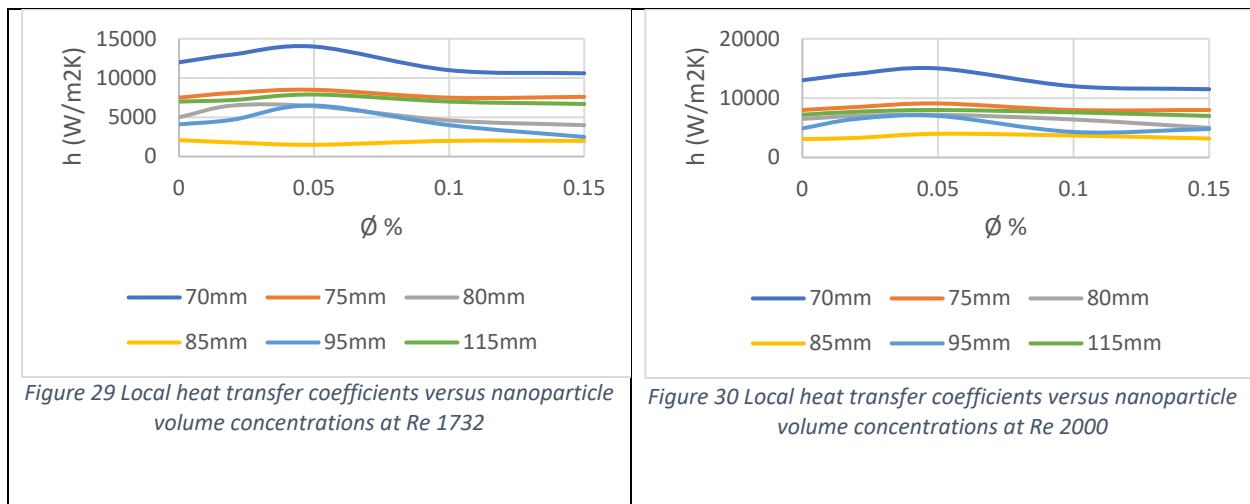 15000
10000
5000
0
h (W/m2K)
0 0.05 0.1 0.15
Ø %
70mm 75mm 80mm
85mm 95mm 115mm
Figure 29 Local heat transfer coefficients versus nanoparticle
volume concentrations at Re 1732
20000
10000
0
h (W/m2K)
0 0.05 0.1 0.15
Ø %
70mm 75mm 80mm
85mm 95mm 115mm
Figure 30 Local heat transfer coefficients versus nanoparticle
volume concentrations at Re 2000